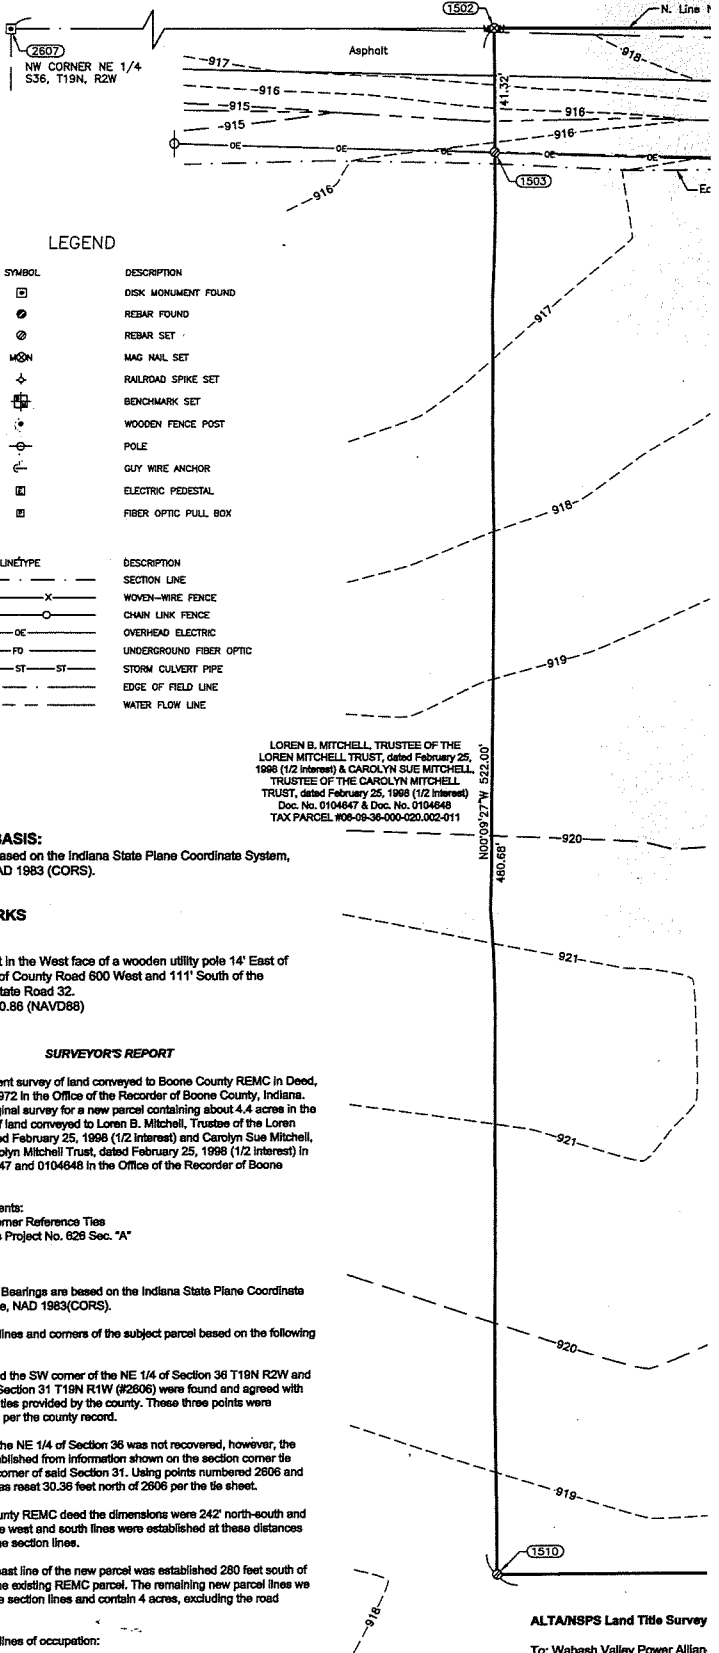 1502
N. Line N
2607
NW CORNER NE 1/4
S36, T19N, R2W
Asphalt
917
918
916
41.32'
915
916
915
916
OE OE OE OE OE
1503
Ec
916
LEGEND
SYMBOL DESCRIPTION
DISK MONUMENT FOUND
REBAR FOUND
REBAR SET
MAG NAIL SET
RAILROAD SPIKE SET
BENCHMARK SET
WOODEN FENCE POST
POLE
GUY WIRE ANCHOR
E ELECTRIC PEDESTAL
F FIBER OPTIC PULL BOX
917
918
LINETYPE DESCRIPTION
SECTION LINE
X WOVEN-WIRE FENCE
CHAIN LINK FENCE
OE OVERHEAD ELECTRIC
FO UNDERGROUND FIBER OPTIC
ST ST STORM CULVERT PIPE
EDGE OF FIELD LINE
WATER FLOW LINE
919
LOREN B. MITCHELL, TRUSTEE OF THE
LOREN MITCHELL TRUST, dated February 25,
1998 (1/2 interest) & CAROLYN SUE MITCHELL,
TRUSTEE OF THE CAROLYN MITCHELL
TRUST, dated February 25, 1998 (1/2 interest)
Doc. No. 0104647 & Doc. No. 0104648
TAX PARCEL #06-09-36-000-020.002-011
N00°09'27"W 522.00'
480.68'
920
BASIS:
ased on the Indiana State Plane Coordinate System,
AD 1983 (CORS).
RKS
t in the West face of a wooden utility pole 14' East of
of County Road 600 West and 111' South of the
tate Road 32.
0.86 (NAVD88)
921
SURVEYOR'S REPORT
ent survey of land conveyed to Boone County REMC in Deed,
972 in the Office of the Recorder of Boone County, Indiana.
ginal survey for a new parcel containing about 4.4 acres in the
f land conveyed to Loren B. Mitchell, Trustee of the Loren
ed February 25, 1998 (1/2 interest) and Carolyn Sue Mitchell,
olyn Mitchell Trust, dated February 25, 1998 (1/2 interest) in
47 and 0104648 in the Office of the Recorder of Boone
921
ents:
orner Reference Ties
s Project No. 626 Sec. "A"
Bearings are based on the Indiana State Plane Coordinate
e, NAD 1983(CORS).
lines and corners of the subject parcel based on the following
920
d the SW corner of the NE 1/4 of Section 36 T19N R2W and
Section 31 T19N R1W (#2606) were found and agreed with
ties provided by the county. These three points were
per the county record.
he NE 1/4 of Section 36 was not recovered, however, the
blished from information shown on the section corner tie
corner of said Section 31. Using points numbered 2606 and
as reset 30.36 feet north of 2606 per the tie sheet.
919
unty REMC deed the dimensions were 242' north-south and
e west and south lines were established at these distances
e section lines.
1510
east line of the new parcel was established 280 feet south of
e existing REMC parcel. The remaining new parcel lines we
e section lines and contain 4 acres, excluding the road
918
lines of occupation:
ALTA/NSPS Land Title Survey
To: Wabash Valley Power Allian